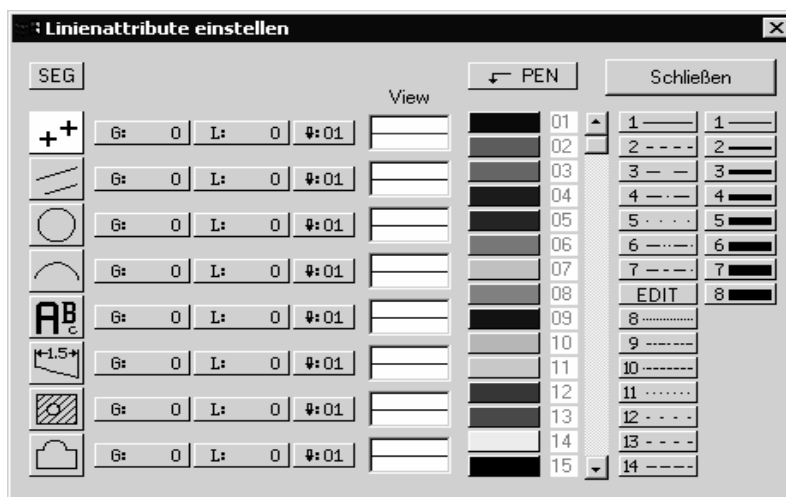 Linienattribute einstellen
SEG
PEN
Schließen
View
G: 0 L: 0 : 01
G: 0 L: 0 : 01
G: 0 L: 0 : 01
G: 0 L: 0 : 01
ABc G: 0 L: 0 : 01
1.5 G: 0 L: 0 : 01
G: 0 L: 0 : 01
G: 0 L: 0 : 01
01
02
03
04
05
06
07
08
09
10
11
12
13
14
15
1
2
3
4
5
6
7
EDIT
8
9
10
11
12
13
14
1
2
3
4
5
6
7
8